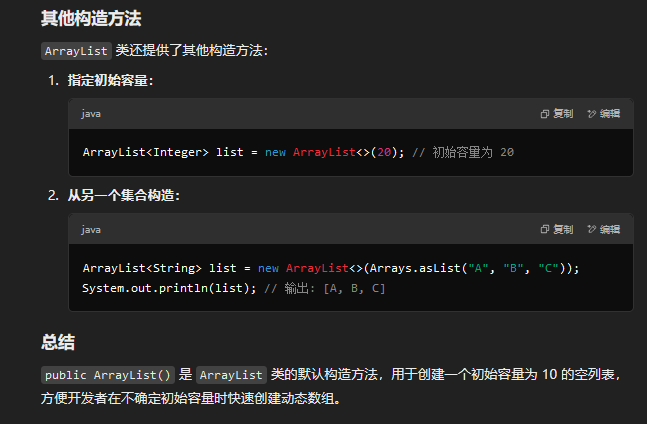 其他构造方法
ArrayList 类还提供了其他构造方法：
1. 指定初始容量：
java 复制 编辑
ArrayList<Integer> list = new ArrayList<>(20); // 初始容量为 20
2. 从另一个集合构造：
java 复制 编辑
ArrayList<String> list = new ArrayList<>(Arrays.asList("A", "B", "C"));
System.out.println(list); // 输出: [A, B, C]
总结
public ArrayList() 是 ArrayList 类的默认构造方法，用于创建一个初始容量为 10 的空列表，
方便开发者在不确定初始容量时快速创建动态数组。